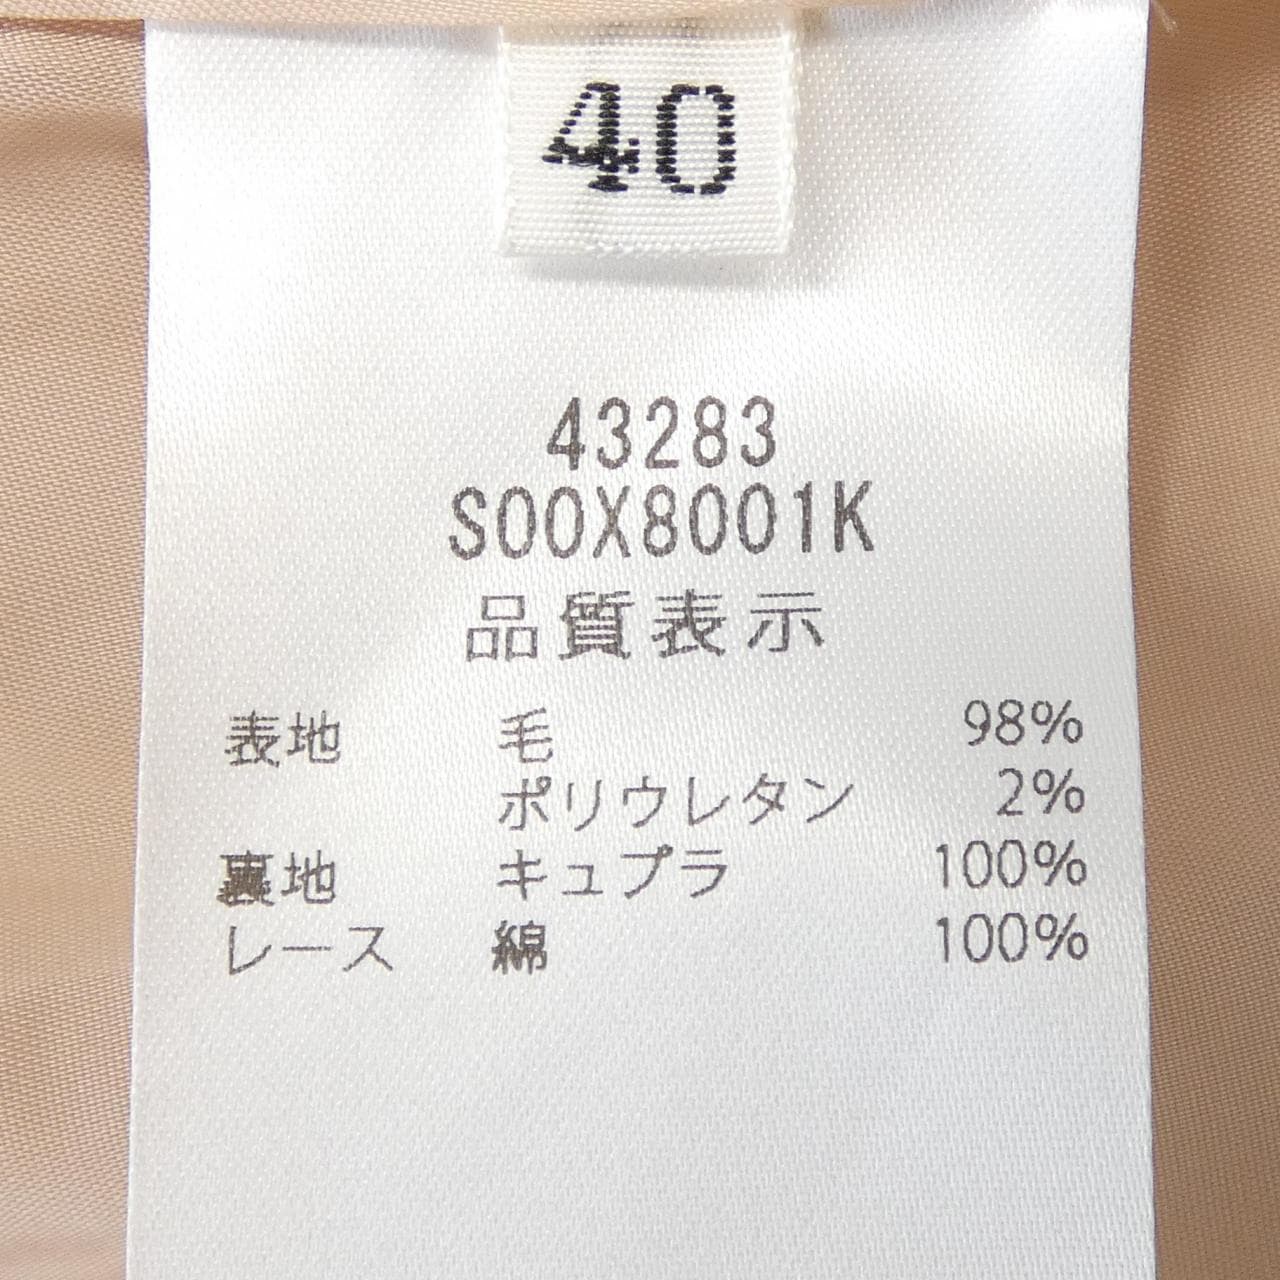 40
43283
S00X8001K
品質表示
表地 毛 98%
ポリウレタン 2%
裏地 キュプラ 100%
レース 綿 100%